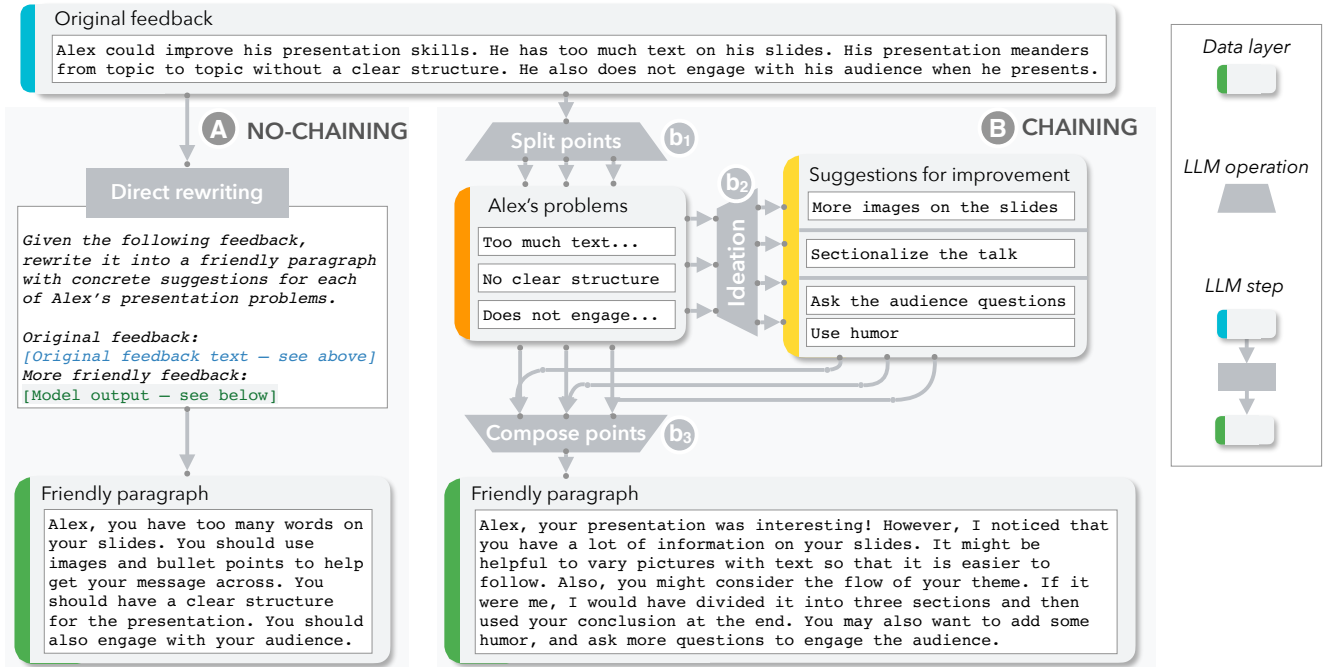 Original feedback
Alex could improve his presentation skills. He has too much text on his slides. His presentation meanders
from topic to topic without a clear structure. He also does not engage with his audience when he presents.
A NO-CHAINING
Direct rewriting
Given the following feedback,
rewrite it into a friendly paragraph
with concrete suggestions for each
of Alex's presentation problems.
Original feedback:
[Original feedback text – see above]
More friendly feedback:
[Model output – see below]
Friendly paragraph
Alex, you have too many words on
your slides. You should use
images and bullet points to help
get your message across. You
should have a clear structure
for the presentation. You should
also engage with your audience.
B CHAINING
Split points
b1
Alex's problems
Too much text...
No clear structure
Does not engage...
b2
Ideation
Suggestions for improvement
More images on the slides
Sectionalize the talk
Ask the audience questions
Use humor
Compose points
b3
Friendly paragraph
Alex, your presentation was interesting! However, I noticed that
you have a lot of information on your slides. It might be
helpful to vary pictures with text so that it is easier to
follow. Also, you might consider the flow of your theme. If it
were me, I would have divided it into three sections and then
used your conclusion at the end. You may also want to add some
humor, and ask more questions to engage the audience.
Data layer
LLM operation
LLM step